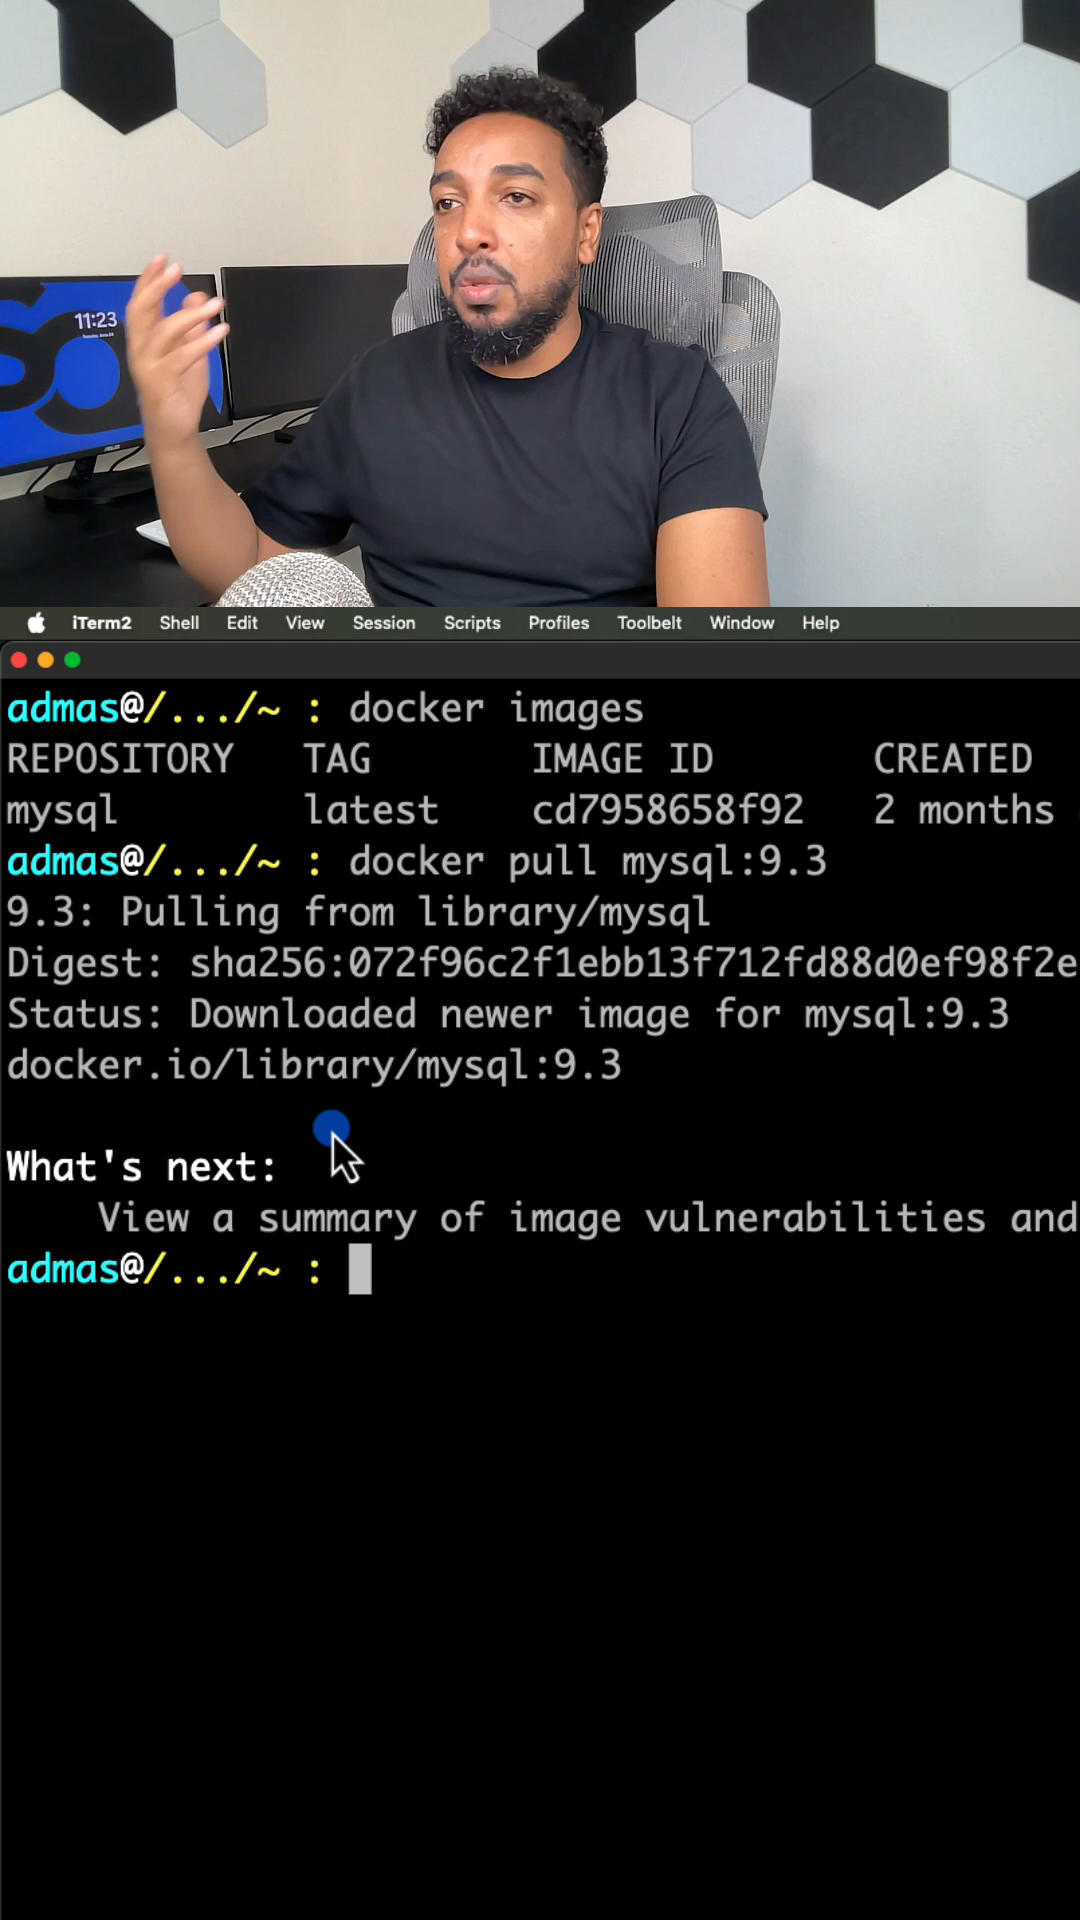 11:23
iTerm2 Shell Edit View Session Scripts Profiles Toolbelt Window Help
admas@/.../~ : docker images
REPOSITORY TAG IMAGE ID CREATED
mysql latest cd7958658f92 2 months
admas@/.../~ : docker pull mysql:9.3
9.3: Pulling from library/mysql
Digest: sha256:072f96c2f1ebb13f712fd88d0ef98f2e
Status: Downloaded newer image for mysql:9.3
docker.io/library/mysql:9.3
What's next:
View a summary of image vulnerabilities and
admas@/.../~ :